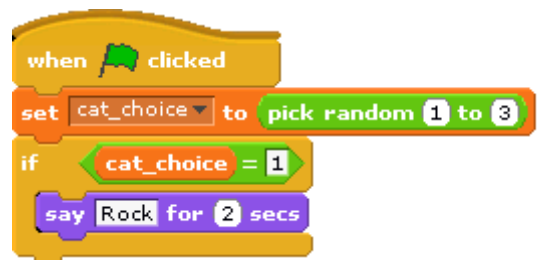 when clicked
set cat_choice to pick random 1 to 3
if cat_choice = 1
say Rock for 2 secs